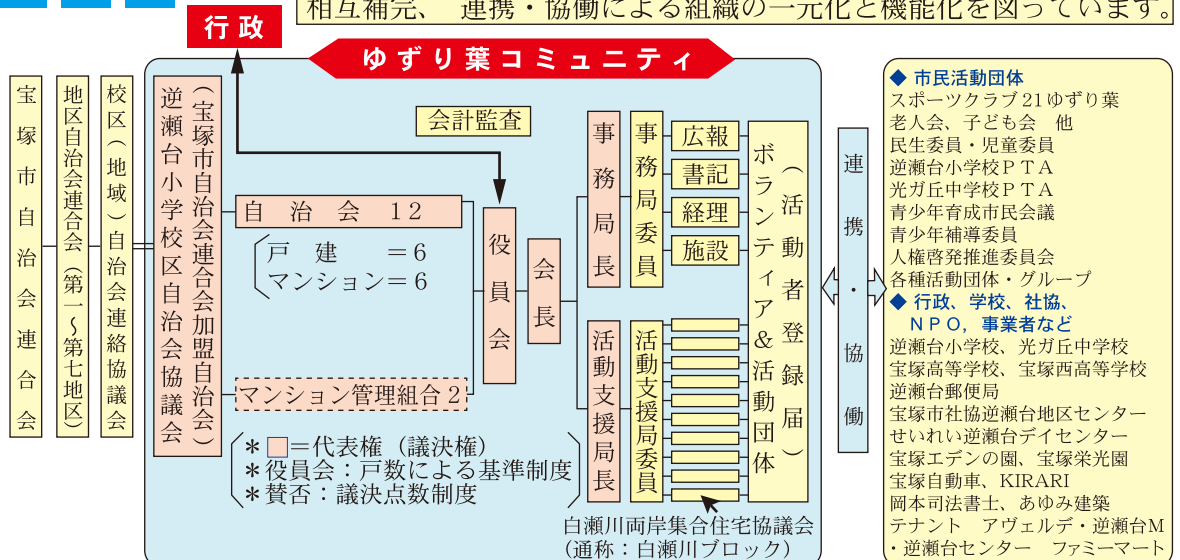 相互補完、　連携・協働による組織の一元化と機能化を図っています。
行政
ゆずり葉コミュニティ
宝塚市自治会連合会
地区自治会連合会（第一～第七地区）
校区（地域）自治会連絡協議会
（宝塚市自治会連合会加盟自治会）
逆瀬台小学校区自治会協議会
自　治　会　12
戸　建　＝6
マンション＝6
マンション管理組合2
＊□＝代表権（議決権）
＊役員会：戸数による基準制度
＊賛否：議決点数制度
会計監査
役員会
会長
事務局長
事務局委員
広報
書記
経理
施設
活動支援局長
活動支援局委員
（活動者登録届）
ボランティア&活動団体
白瀬川両岸集合住宅協議会
（通称：白瀬川ブロック）
連携・協働
◆ 市民活動団体
スポーツクラブ21ゆずり葉
老人会、子ども会　他
民生委員・児童委員
逆瀬台小学校ＰＴＡ
光ガ丘中学校ＰＴＡ
青少年育成市民会議
青少年補導委員
人権啓発推進委員会
各種活動団体・グループ
◆ 行政、学校、社協、
ＮＰＯ，事業者など
逆瀬台小学校、光ガ丘中学校
宝塚高等学校、宝塚西高等学校
逆瀬台郵便局
宝塚市社協逆瀬台地区センター
せいれい逆瀬台デイセンター
宝塚エデンの園、宝塚栄光園
宝塚自動車、KIRARI
岡本司法書士、あゆみ建築
テナント　アヴェルデ・逆瀬台M
・逆瀬台センター　ファミーマート